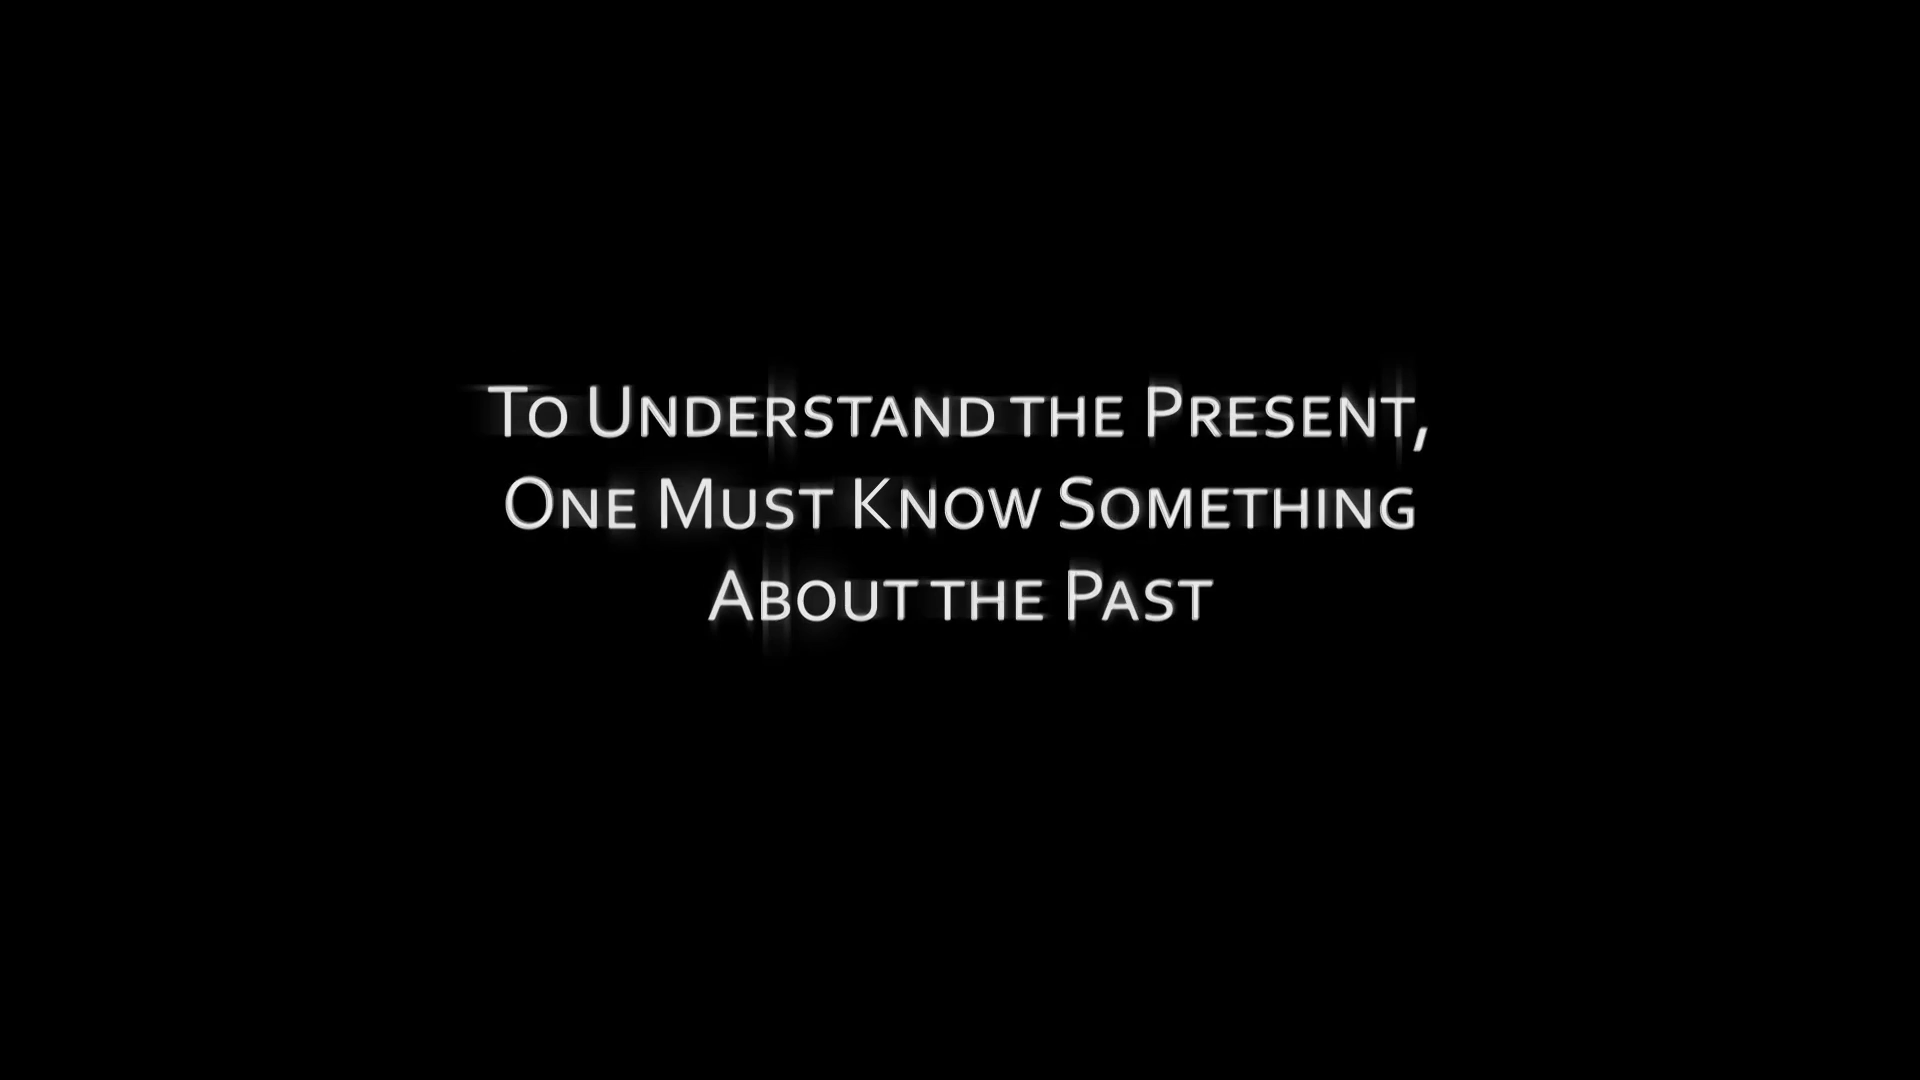 To Understand the Present,
One Must Know Something
About the Past